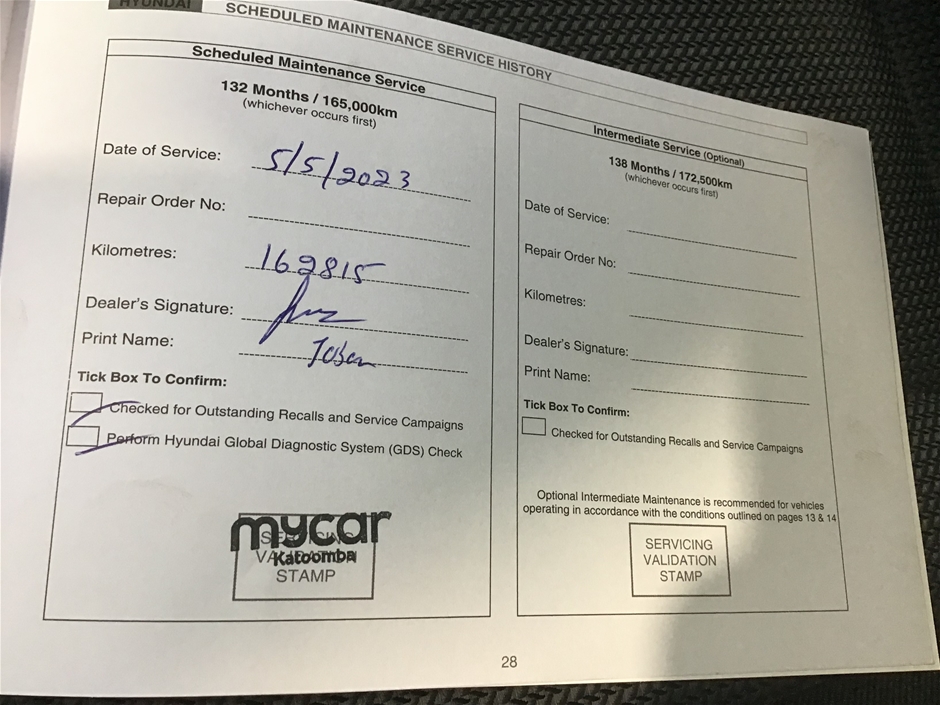 HYUNDAI
SCHEDULED MAINTENANCE SERVICE HISTORY
Scheduled Maintenance Service
132 Months / 165,000km
(whichever occurs first)
Date of Service: 5/5/2023
Repair Order No:
Kilometres: 162815
Dealer's Signature:
Print Name:
Tick Box To Confirm:
Checked for Outstanding Recalls and Service Campaigns
Perform Hyundai Global Diagnostic System (GDS) Check
mycar
Katoomba
SERVICING
VALIDATION
STAMP
Intermediate Service (Optional)
138 Months / 172,500km
(whichever occurs first)
Date of Service:
Repair Order No:
Kilometres:
Dealer's Signature:
Print Name:
Tick Box To Confirm:
Checked for Outstanding Recalls and Service Campaigns
Optional Intermediate Maintenance is recommended for vehicles
operating in accordance with the conditions outlined on pages 13 & 14
SERVICING
VALIDATION
STAMP
28